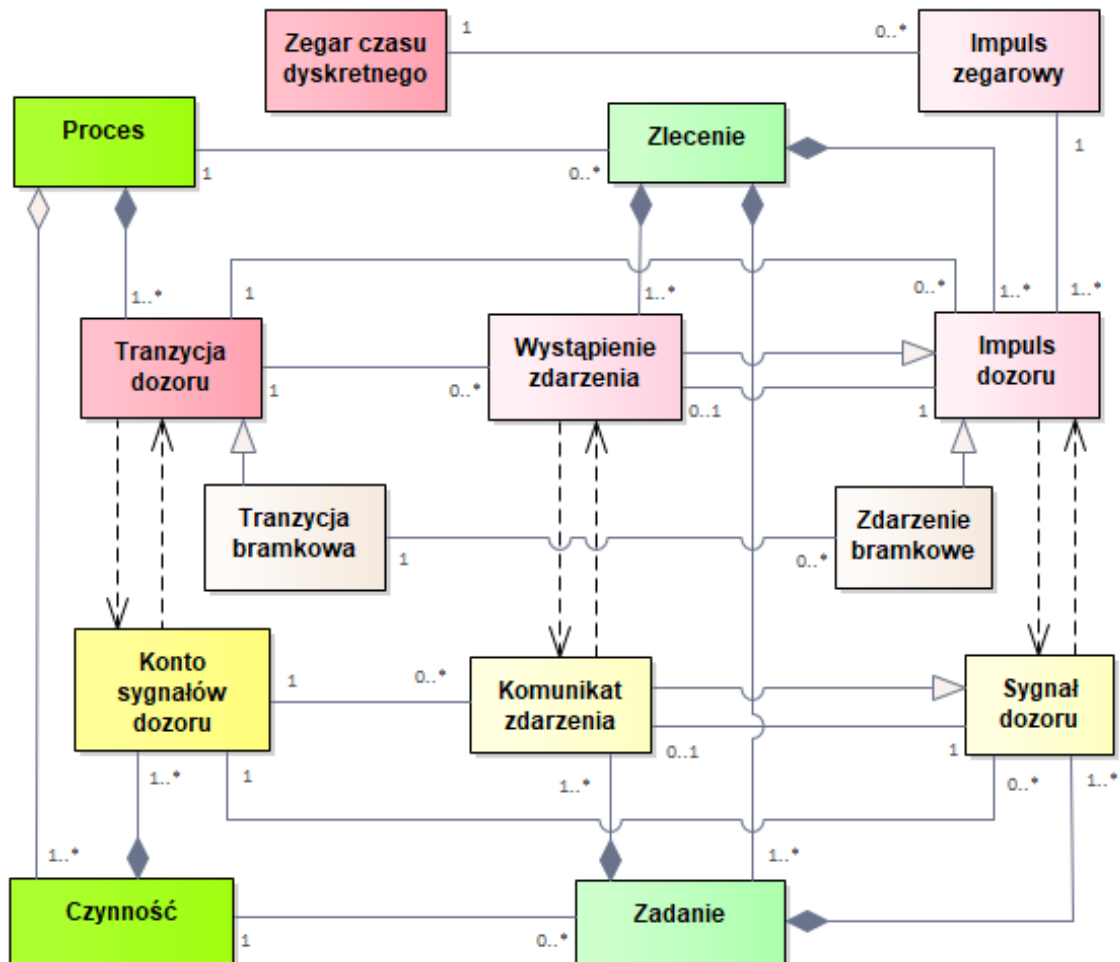 Zegar czasu
dyskretnego
1
0..*
Impuls
zegarowy
Proces
1
0..*
Zlecenie
1
1..*
1
1..*
0..*
1..*
1..*
Tranzycja
dozoru
1
0..*
Wystąpienie
zdarzenia
0..1
1
Impuls
dozoru
Tranzycja
bramkowa
1
0..*
Zdarzenie
bramkowe
Konto
sygnałów
dozoru
1
0..*
Komunikat
zdarzenia
0..1
1
Sygnał
dozoru
1..*
1
1..*
0..*
1..*
1..*
1..*
Czynność
1
0..*
Zadanie